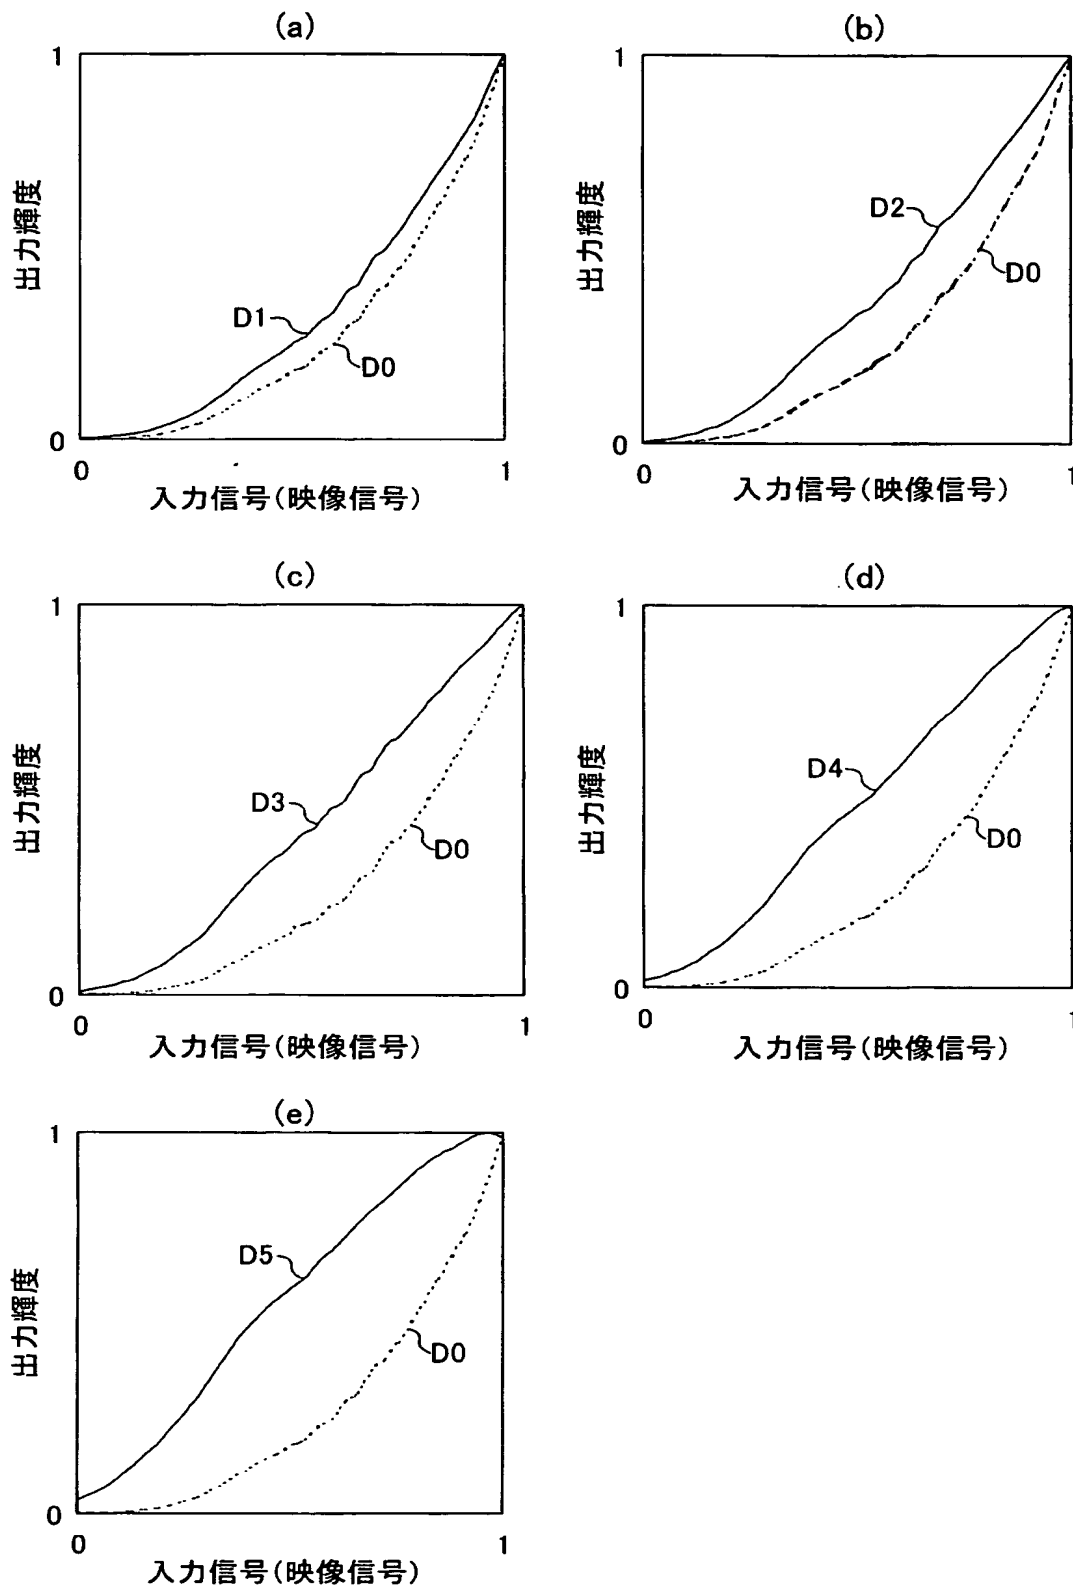 (a)
1
出力輝度
D1
D0
0
0
1
入力信号(映像信号)
(b)
1
出力輝度
D2
D0
0
0
1
入力信号(映像信号)
(c)
1
出力輝度
D3
D0
0
0
1
入力信号(映像信号)
(d)
1
出力輝度
D4
D0
0
0
1
入力信号(映像信号)
(e)
1
出力輝度
D5
D0
0
0
1
入力信号(映像信号)